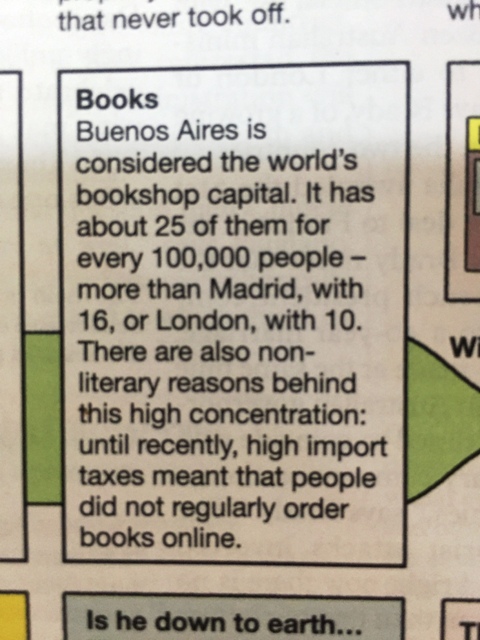 that never took off.
Books
Buenos Aires is
considered the world's
bookshop capital. It has
about 25 of them for
every 100,000 people –
more than Madrid, with
16, or London, with 10.
There are also non-
literary reasons behind
this high concentration:
until recently, high import
taxes meant that people
did not regularly order
books online.
Is he down to earth...